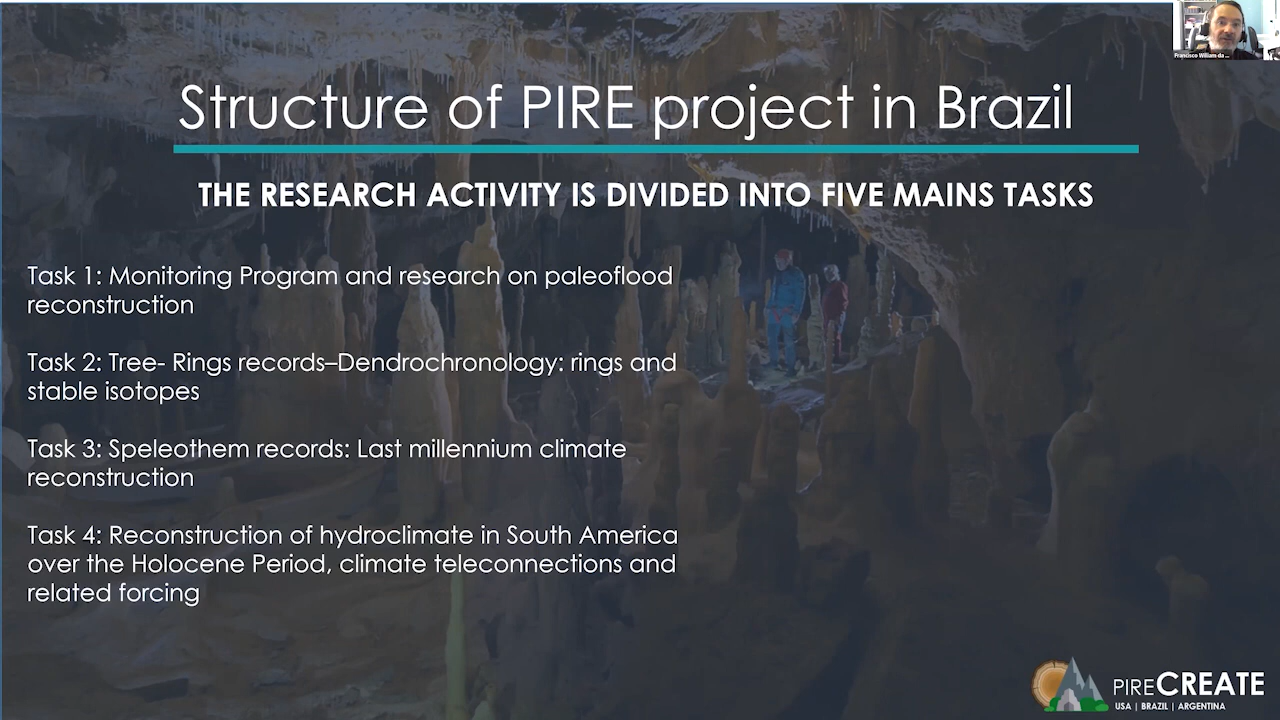 Francisco William da ...
Structure of PIRE project in Brazil
THE RESEARCH ACTIVITY IS DIVIDED INTO FIVE MAINS TASKS
Task 1: Monitoring Program and research on paleoflood
reconstruction
Task 2: Tree- Rings records–Dendrochronology: rings and
stable isotopes
Task 3: Speleothem records: Last millennium climate
reconstruction
Task 4: Reconstruction of hydroclimate in South America
over the Holocene Period, climate teleconnections and
related forcing
PIRECREATE
USA | BRAZIL | ARGENTINA